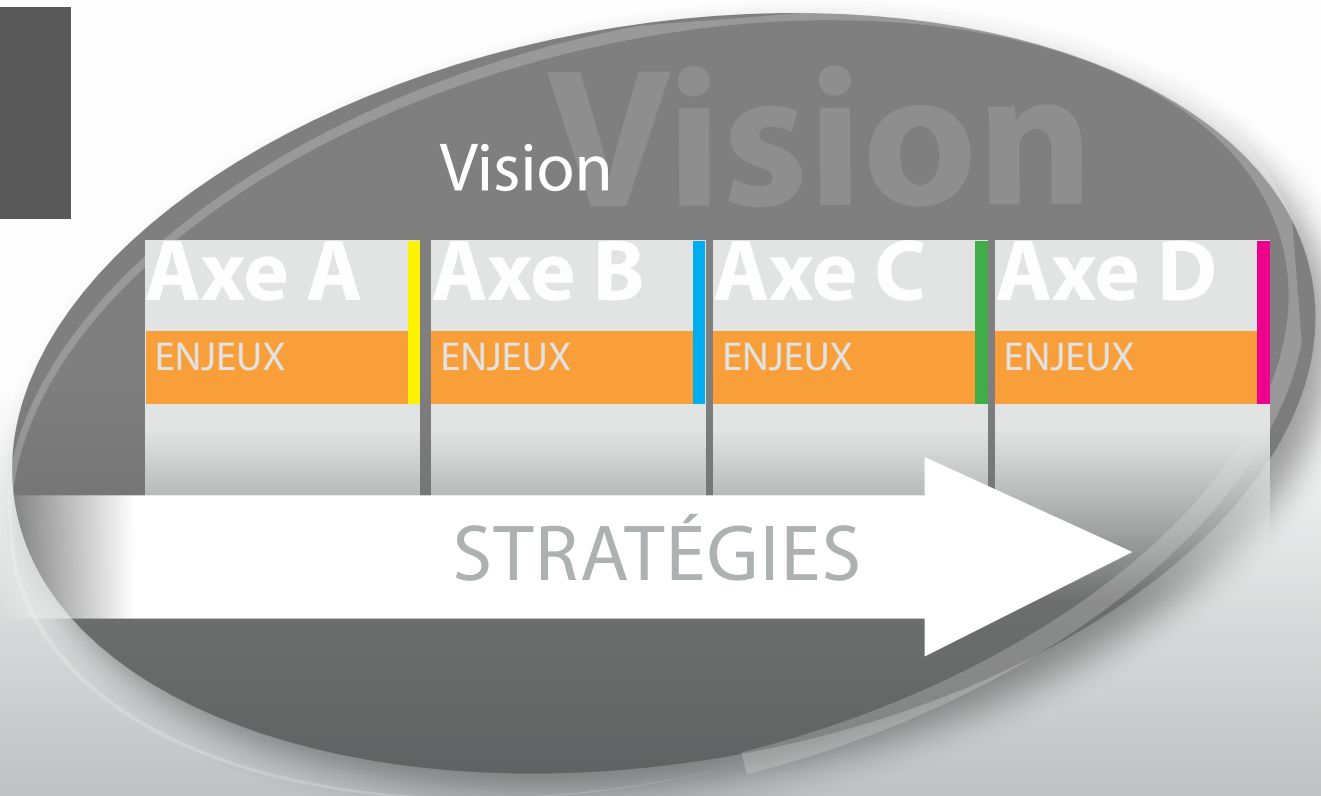 Vision
Vision
Axe A
Axe B
Axe C
Axe D
ENJEUX
ENJEUX
ENJEUX
ENJEUX
STRATÉGIES